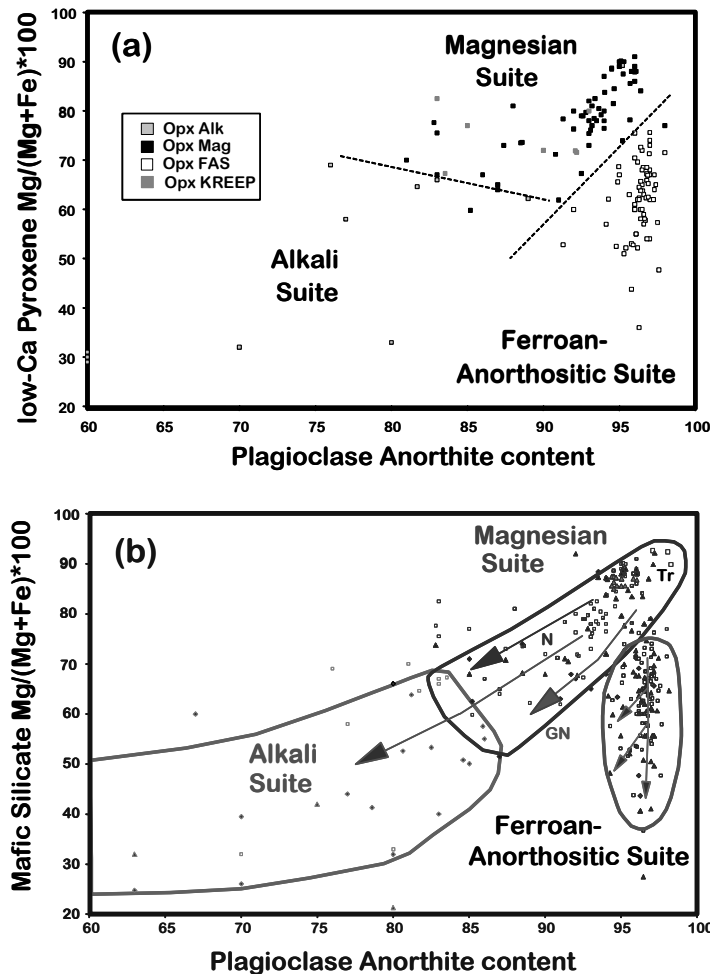 (a)
Magnesian
Suite
Opx Alk
Opx Mag
Opx FAS
Opx KREEP
Alkali
Suite
Ferroan-
Anorthositic Suite
low-Ca Pyroxene Mg/(Mg+Fe)*100
100
90
80
70
60
50
40
30
20
60
65
70
75
80
85
90
95
100
Plagioclase Anorthite content
(b)
Magnesian
Suite
Tr
N
GN
Alkali
Suite
Ferroan-
Anorthositic Suite
Mafic Silicate Mg/(Mg+Fe)*100
100
90
80
70
60
50
40
30
20
60
65
70
75
80
85
90
95
100
Plagioclase Anorthite content